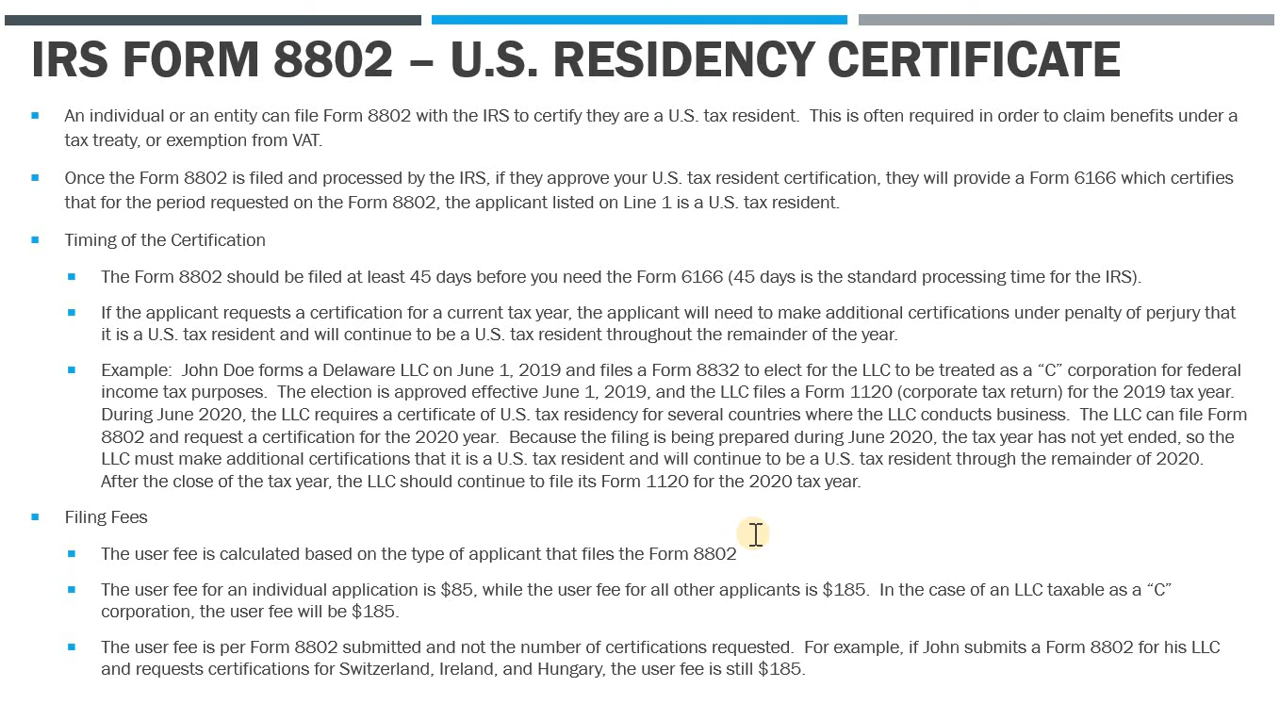 IRS FORM 8802 – U.S. RESIDENCY CERTIFICATE
An individual or an entity can file Form 8802 with the IRS to certify they are a U.S. tax resident.  This is often required in order to claim benefits under a
tax treaty, or exemption from VAT.
Once the Form 8802 is filed and processed by the IRS, if they approve your U.S. tax resident certification, they will provide a Form 6166 which certifies
that for the period requested on the Form 8802, the applicant listed on Line 1 is a U.S. tax resident.
Timing of the Certification
The Form 8802 should be filed at least 45 days before you need the Form 6166 (45 days is the standard processing time for the IRS).
If the applicant requests a certification for a current tax year, the applicant will need to make additional certifications under penalty of perjury that
it is a U.S. tax resident and will continue to be a U.S. tax resident throughout the remainder of the year.
Example:  John Doe forms a Delaware LLC on June 1, 2019 and files a Form 8832 to elect for the LLC to be treated as a “C” corporation for federal
income tax purposes.  The election is approved effective June 1, 2019, and the LLC files a Form 1120 (corporate tax return) for the 2019 tax year.
During June 2020, the LLC requires a certificate of U.S. tax residency for several countries where the LLC conducts business.  The LLC can file Form
8802 and request a certification for the 2020 year.  Because the filing is being prepared during June 2020, the tax year has not yet ended, so the
LLC must make additional certifications that it is a U.S. tax resident and will continue to be a U.S. tax resident through the remainder of 2020.
After the close of the tax year, the LLC should continue to file its Form 1120 for the 2020 tax year.
Filing Fees
The user fee is calculated based on the type of applicant that files the Form 8802
The user fee for an individual application is $85, while the user fee for all other applicants is $185.  In the case of an LLC taxable as a “C”
corporation, the user fee will be $185.
The user fee is per Form 8802 submitted and not the number of certifications requested.  For example, if John submits a Form 8802 for his LLC
and requests certifications for Switzerland, Ireland, and Hungary, the user fee is still $185.